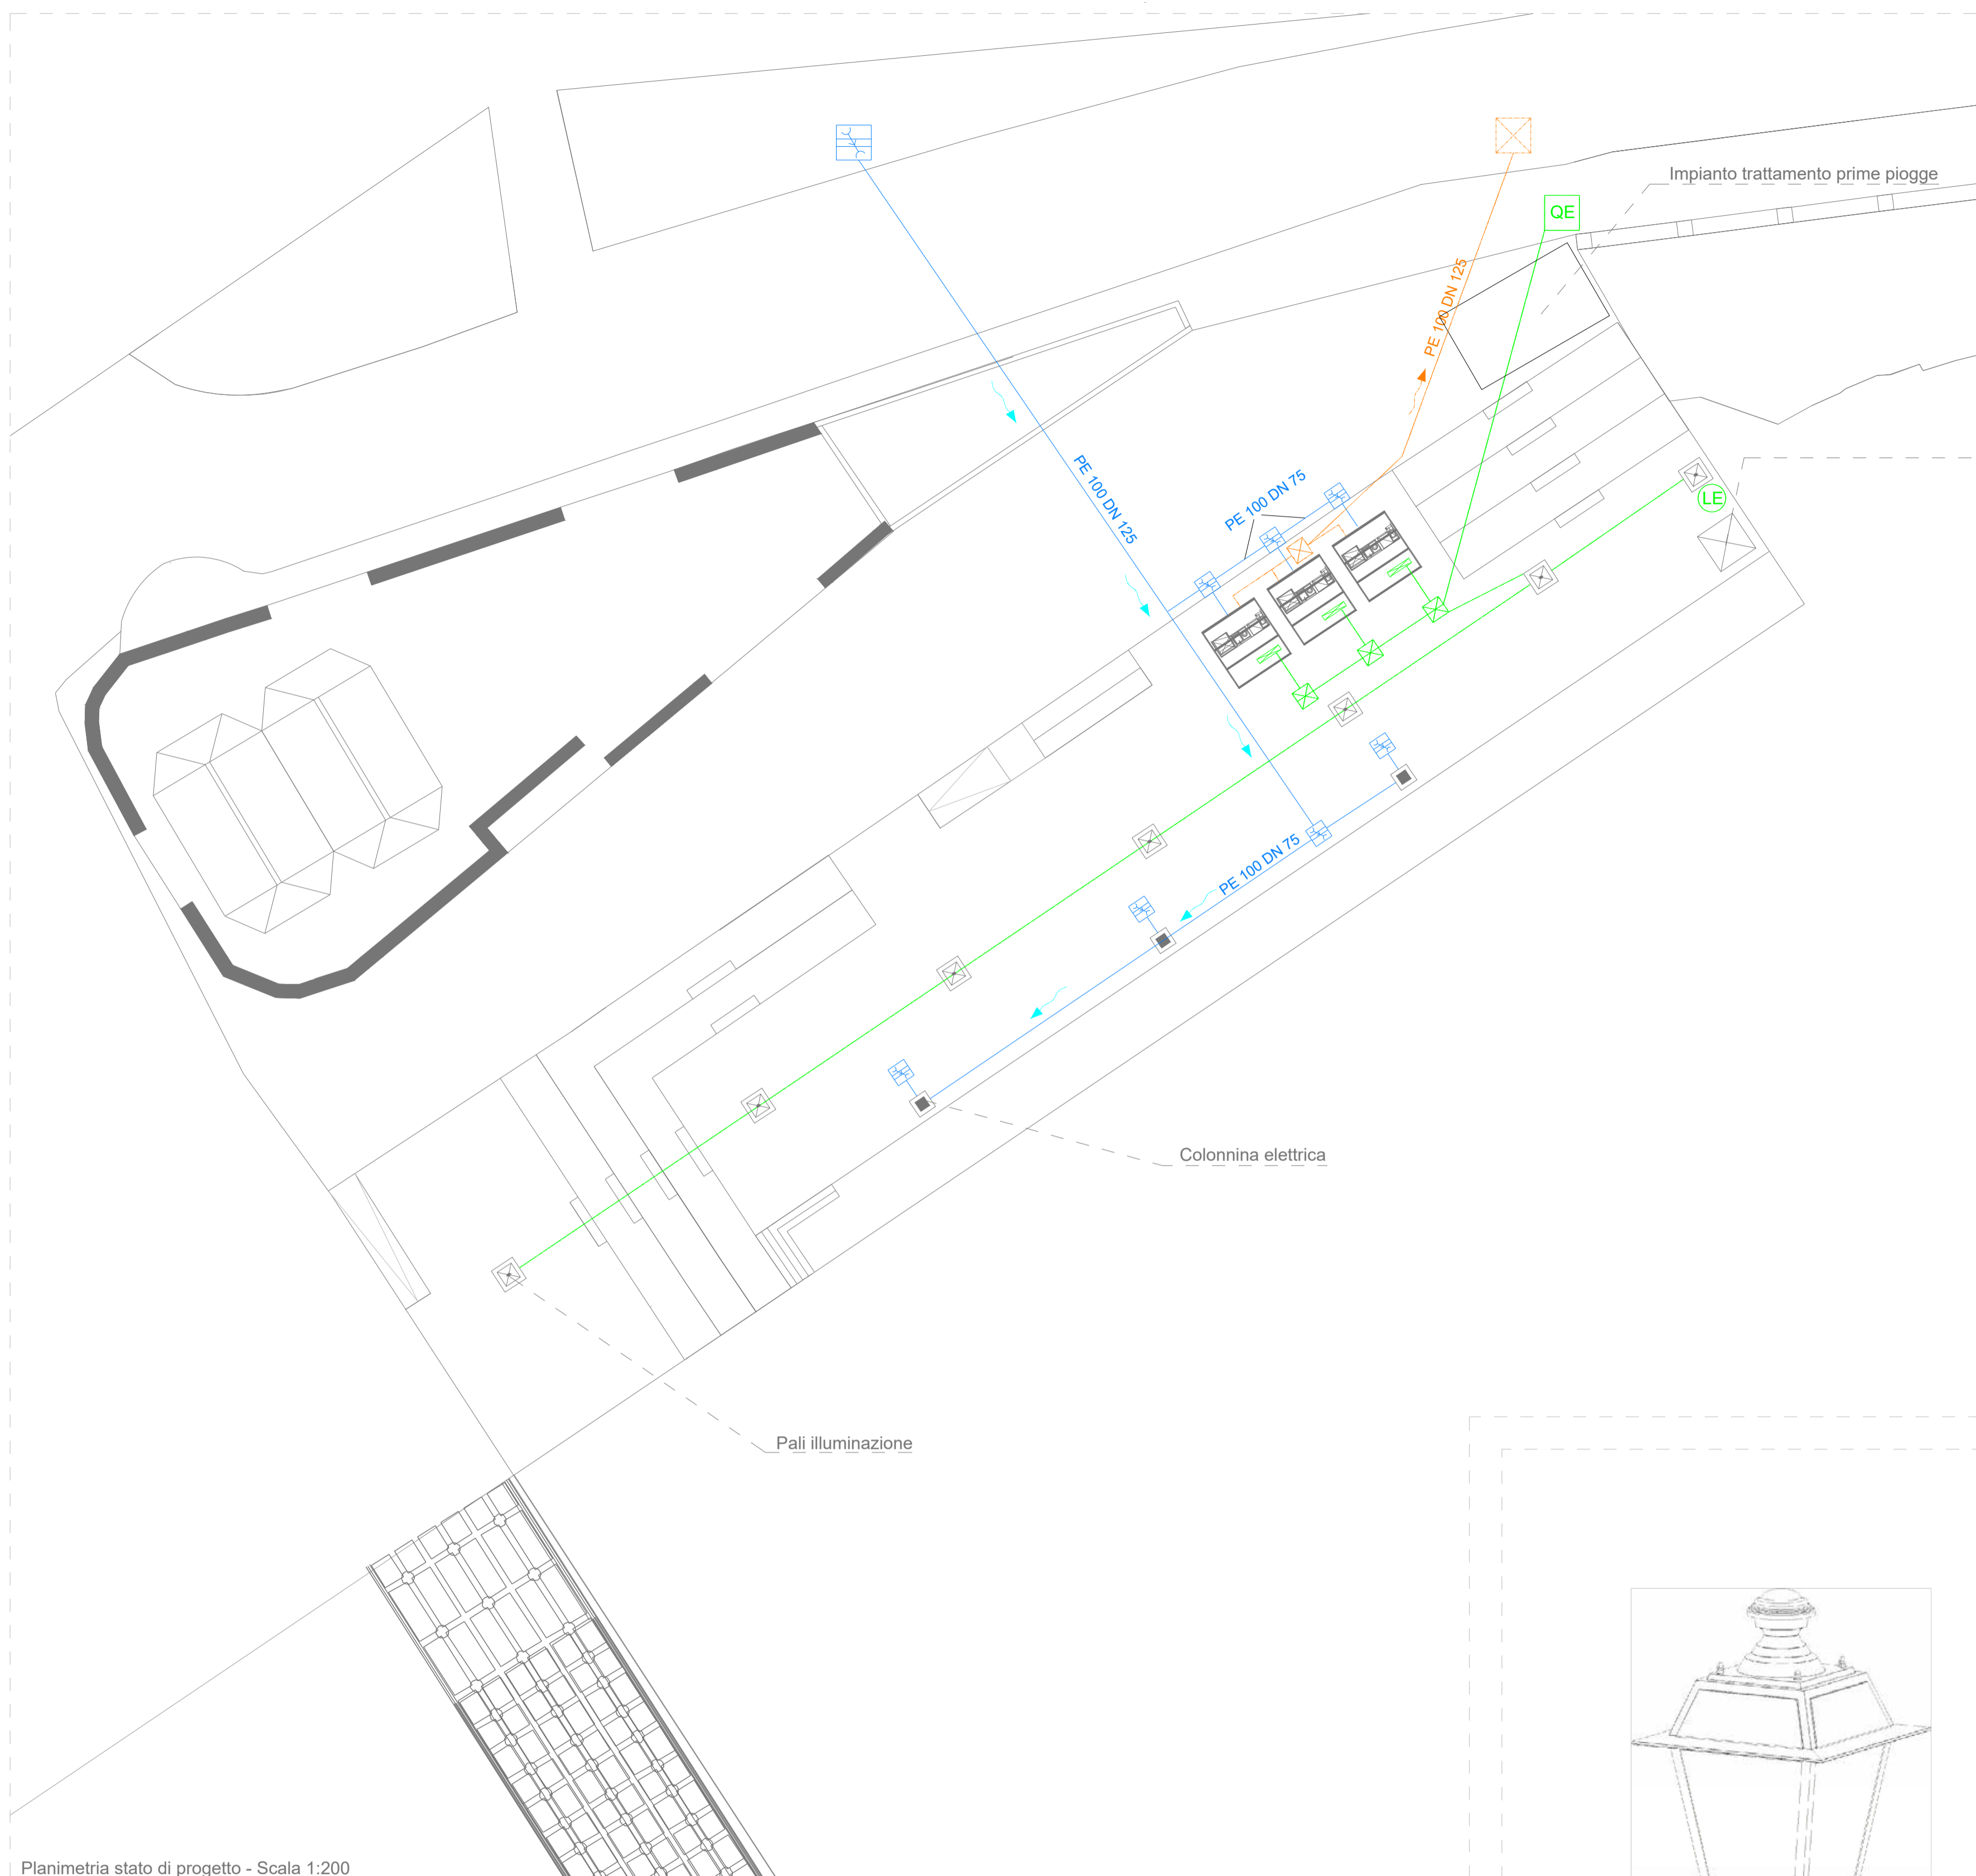 Impianto trattamento prime piogge
QE
PE 100 DN 125
PE 100 DN 125
PE 100 DN 75
LE
PE 100 DN 75
Colonnina elettrica
Pali illuminazione
Planimetria stato di progetto - Scala 1:200